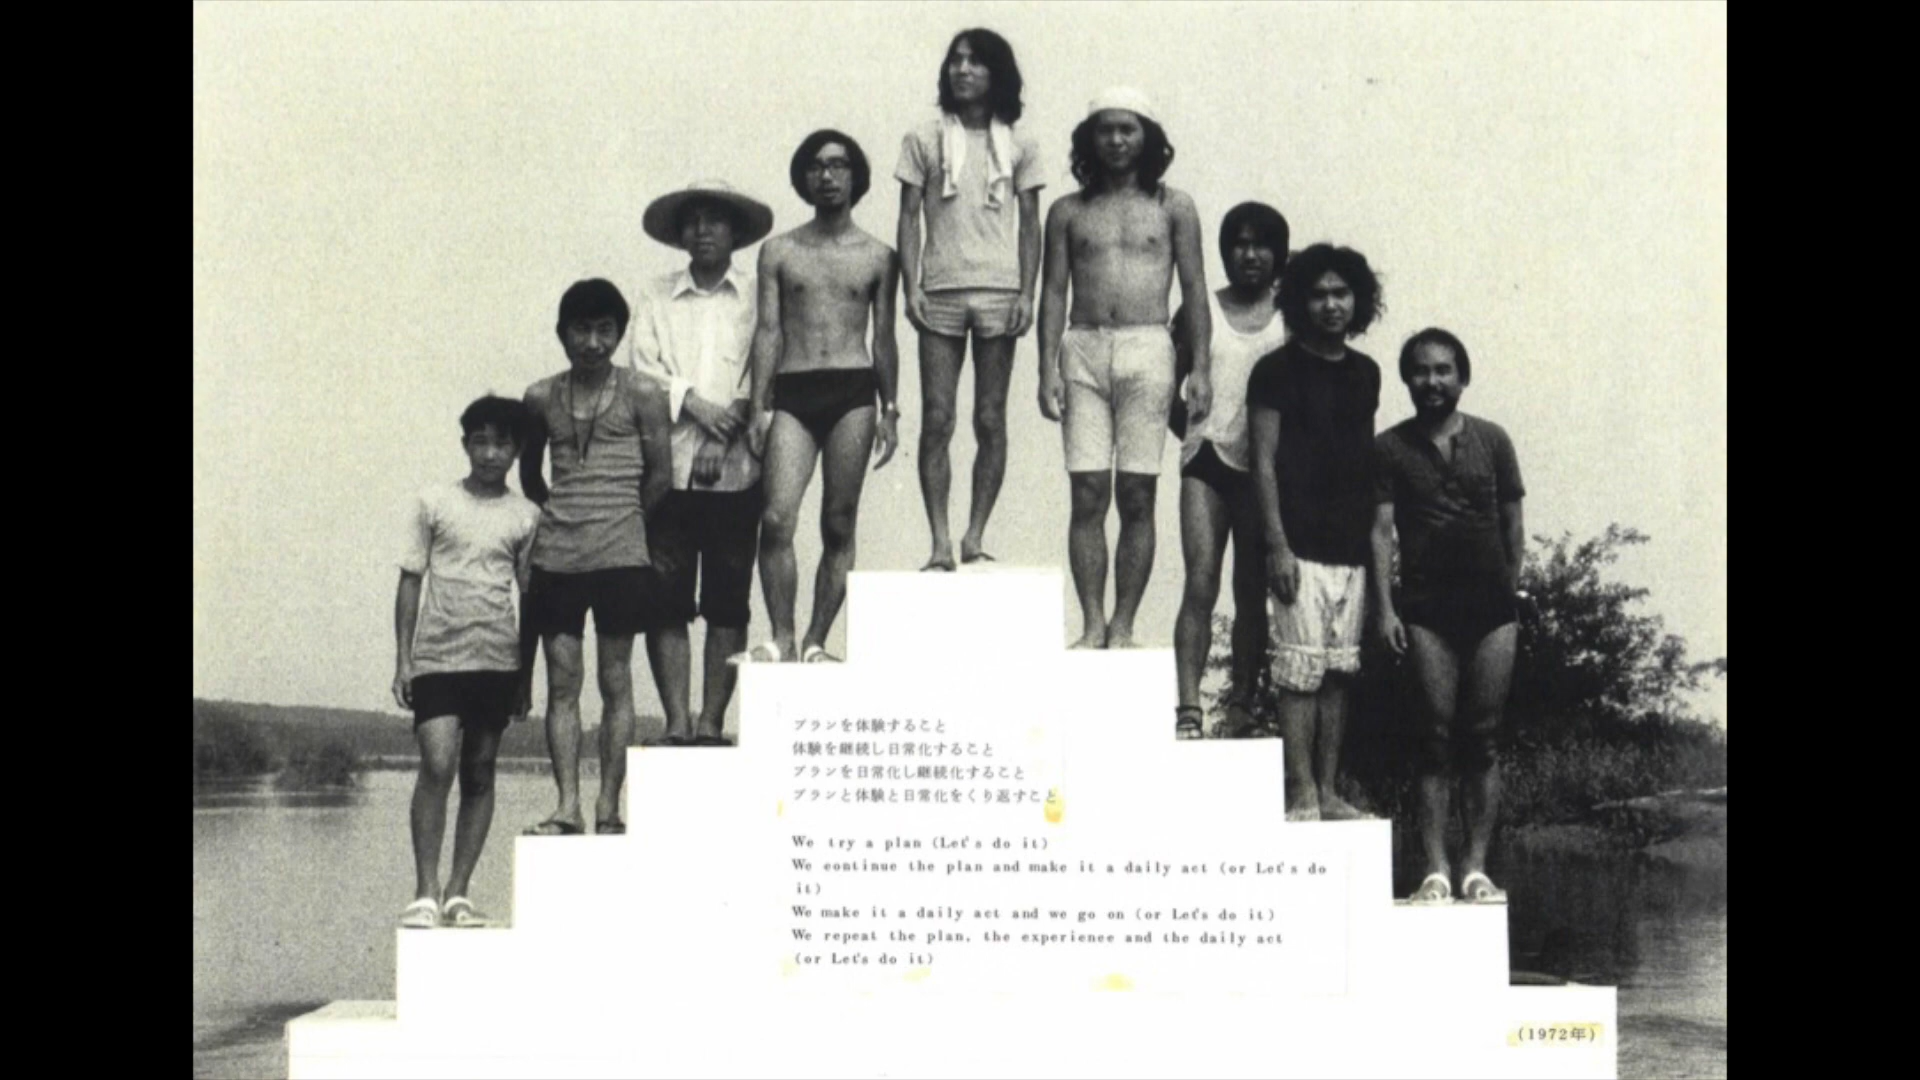 プランを体験すること
体験を継続し日常化すること
プランを日常化し継続化すること
プランと体験と日常化をくり返すこと
We try a plan (Let's do it)
We continue the plan and make it a daily act (or Let's do
it)
We make it a daily act and we go on (or Let's do it)
We repeat the plan, the experience and the daily act
(or Let's do it)
(1972年)